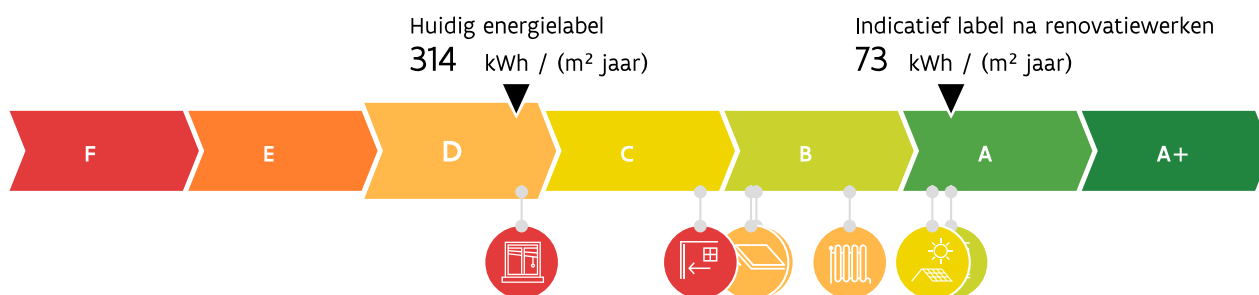 Huidig energielabel
314 kWh / (m² jaar)
Indicatief label na renovatiewerken
73 kWh / (m² jaar)
F E D C B A A+